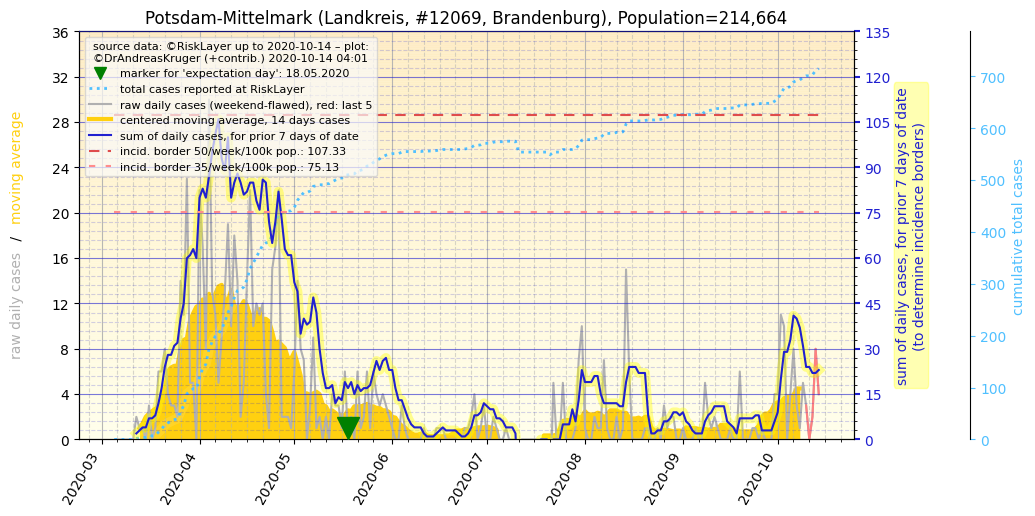 Potsdam-Mittelmark (Landkreis, #12069, Brandenburg), Population=214,664
source data: ©RiskLayer up to 2020-10-14 – plot:
©DrAndreasKruger (+contrib.) 2020-10-14 04:01
marker for 'expectation day': 18.05.2020
total cases reported at RiskLayer
raw daily cases (weekend-flawed), red: last 5
centered moving average, 14 days cases
sum of daily cases, for prior 7 days of date
incid. border 50/week/100k pop.: 107.33
incid. border 35/week/100k pop.: 75.13
raw daily cases / moving average
36
32
28
24
20
16
12
8
4
0
2020-03
2020-04
2020-05
2020-06
2020-07
2020-08
2020-09
2020-10
135
120
105
90
75
60
45
30
15
0
sum of daily cases, for prior 7 days of date
(to determine incidence borders)
700
600
500
400
300
200
100
0
cumulative total cases